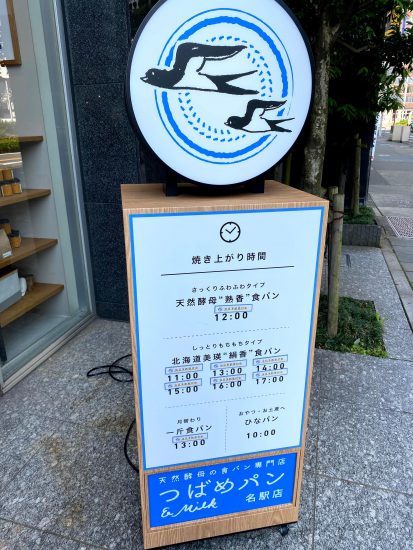 焼き上がり時間
さっくりふわふわタイプ
天然酵母“熟香”食パン
12:00
しっとりもちもちタイプ
北海道美瑛“絹香”食パン
11:00 13:00 14:00
15:00 16:00 17:00
月替わり
一斤食パン
13:00
おやつ・お土産へ
ひなパン
10:00
天然酵母の食パン専門店
つばめパン
& Milk 名駅店